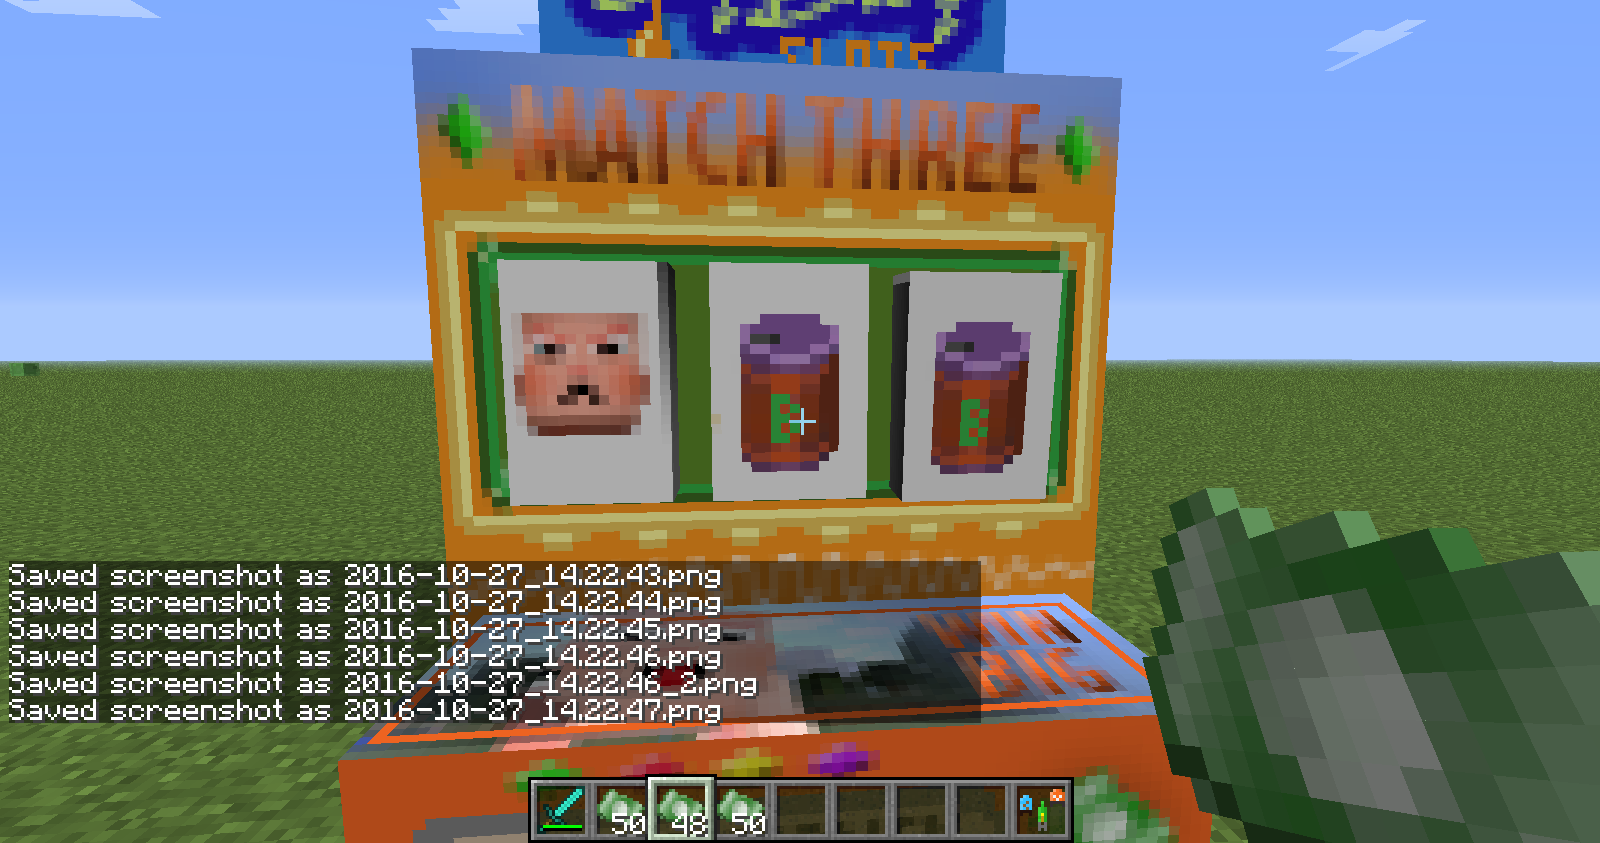 SLOTS
MATCH THREE
B
B
Saved screenshot as 2016-10-27_14.22.43.png
Saved screenshot as 2016-10-27_14.22.44.png
Saved screenshot as 2016-10-27_14.22.45.png
Saved screenshot as 2016-10-27_14.22.46.png
Saved screenshot as 2016-10-27_14.22.46_2.png
Saved screenshot as 2016-10-27_14.22.47.png
WIN
BIG
50 48 50